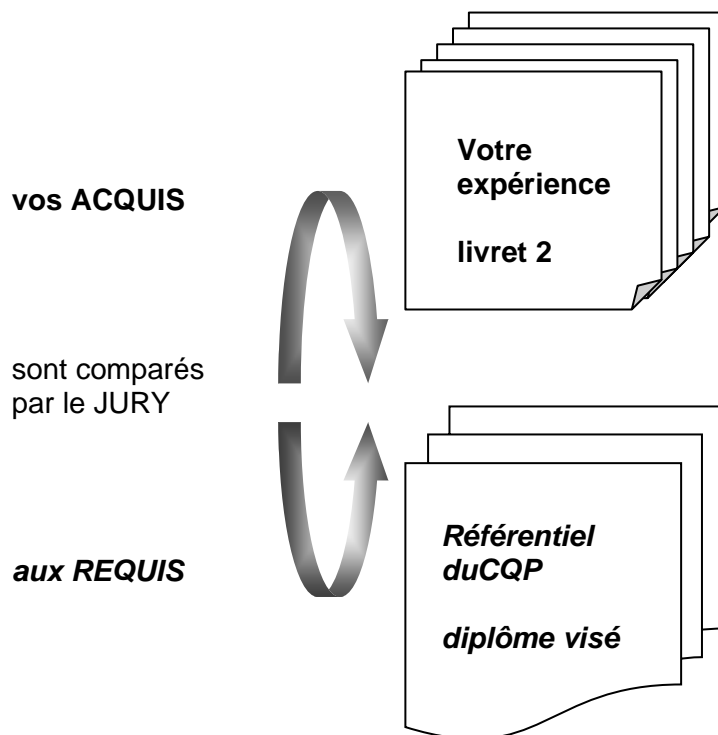 Votre
expérience
livret 2
vos ACQUIS
sont comparés
par le JURY
aux REQUIS
Référentiel
duCQP
diplôme visé